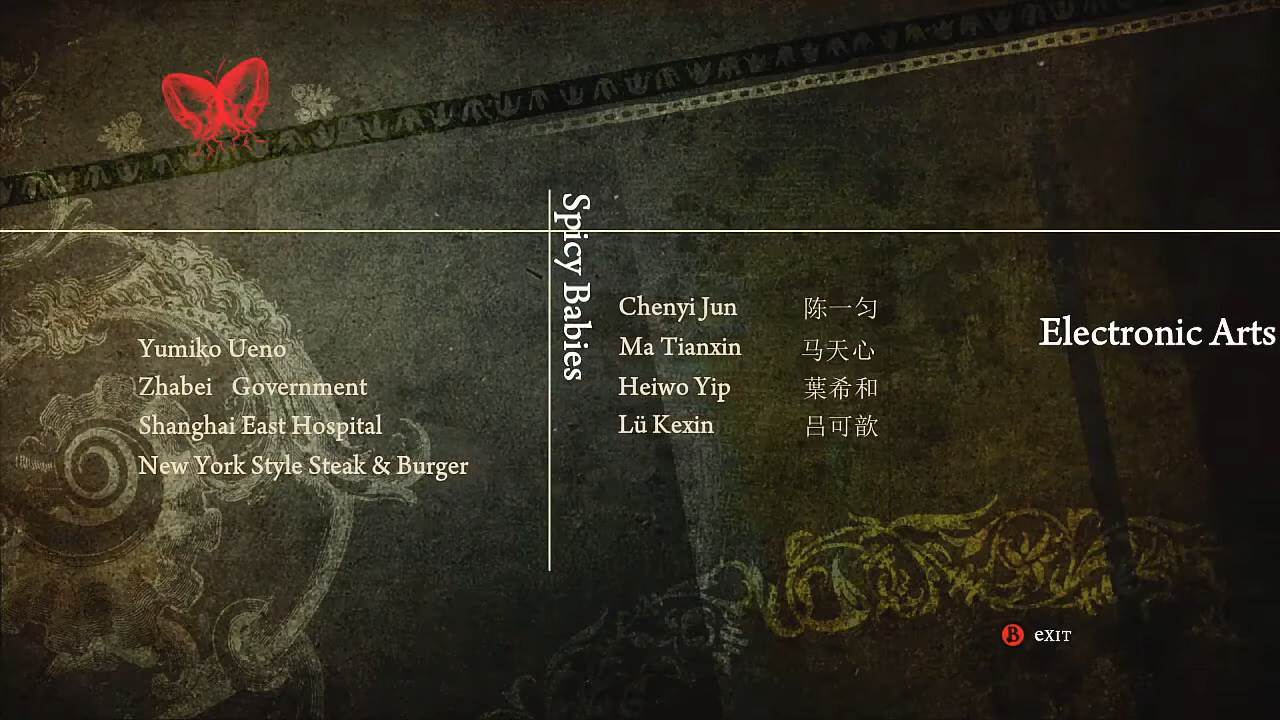 Yumiko Ueno
Zhabei Government
Shanghai East Hospital
New York Style Steak & Burger
Spicy Babies
Chenyi Jun 陈一匀
Ma Tianxin 马天心
Heiwo Yip 葉希和
Lü Kexin 吕可歆
Electronic Arts
B EXIT